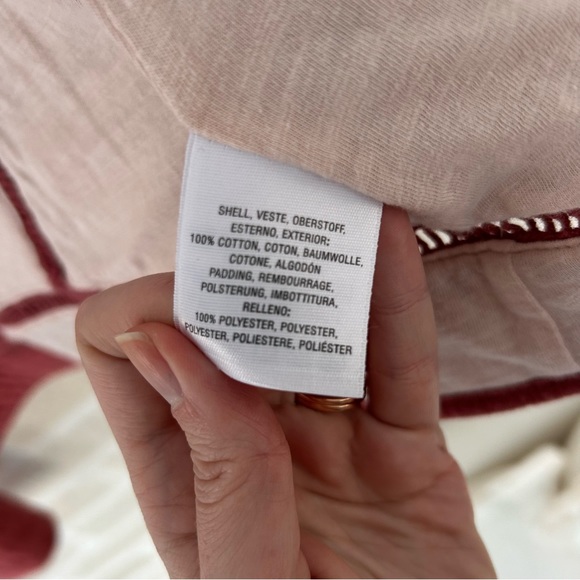 SHELL, VESTE, OBERSTOFF,
ESTERNO, EXTERIOR:
100% COTTON, COTON, BAUMWOLLE,
COTONE, ALGODÓN
PADDING, REMBOURRAGE,
POLSTERUNG, IMBOTTITURA,
RELLENO:
100% POLYESTER, POLYESTER,
POLYESTER, POLIESTERE, POLIÉSTER